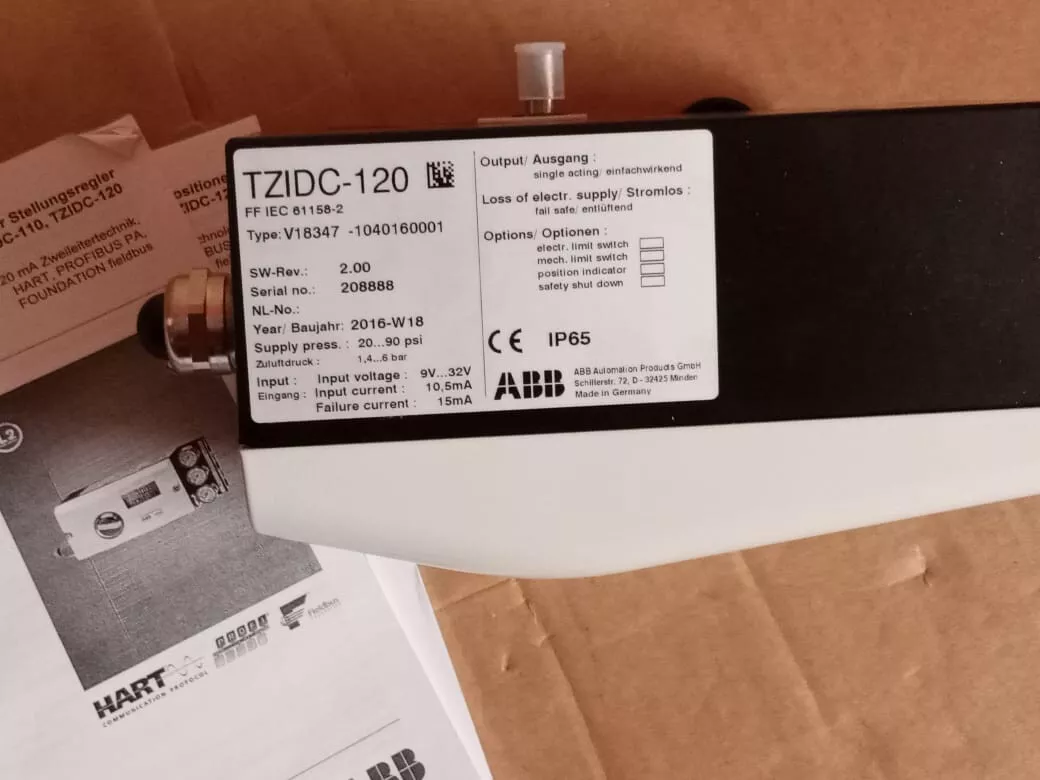 TZIDC-120
FF IEC 61158-2
Type: V18347 -1040160001
SW-Rev.: 2.00
Serial no.: 208888
NL-No.:
Year/ Baujahr: 2016-W18
Supply press. : 20...90 psi
Zuluftdruck : 1,4...6 bar
Input : Input voltage : 9V...32V
Eingang : Input current : 10,5mA
Failure current : 15mA
Output/ Ausgang :
single acting/ einfachwirkend
Loss of electr. supply/ Stromlos :
fail safe/ entlüftend
Options/ Optionen :
electr. limit switch
mech. limit switch
position indicator
safety shut down
CE IP65
ABB
ABB Automation Products GmbH
Schillerstr. 72, D - 32425 Minden
Made in Germany
r Stellungsregler
DC-110, TZIDC-120
20 mA Zweileitertechnik,
HART, PROFIBUS PA,
FOUNDATION fieldbus
ositione
HART
COMMUNICATION PROTOCOL
PROFI
Fieldbus
ABB